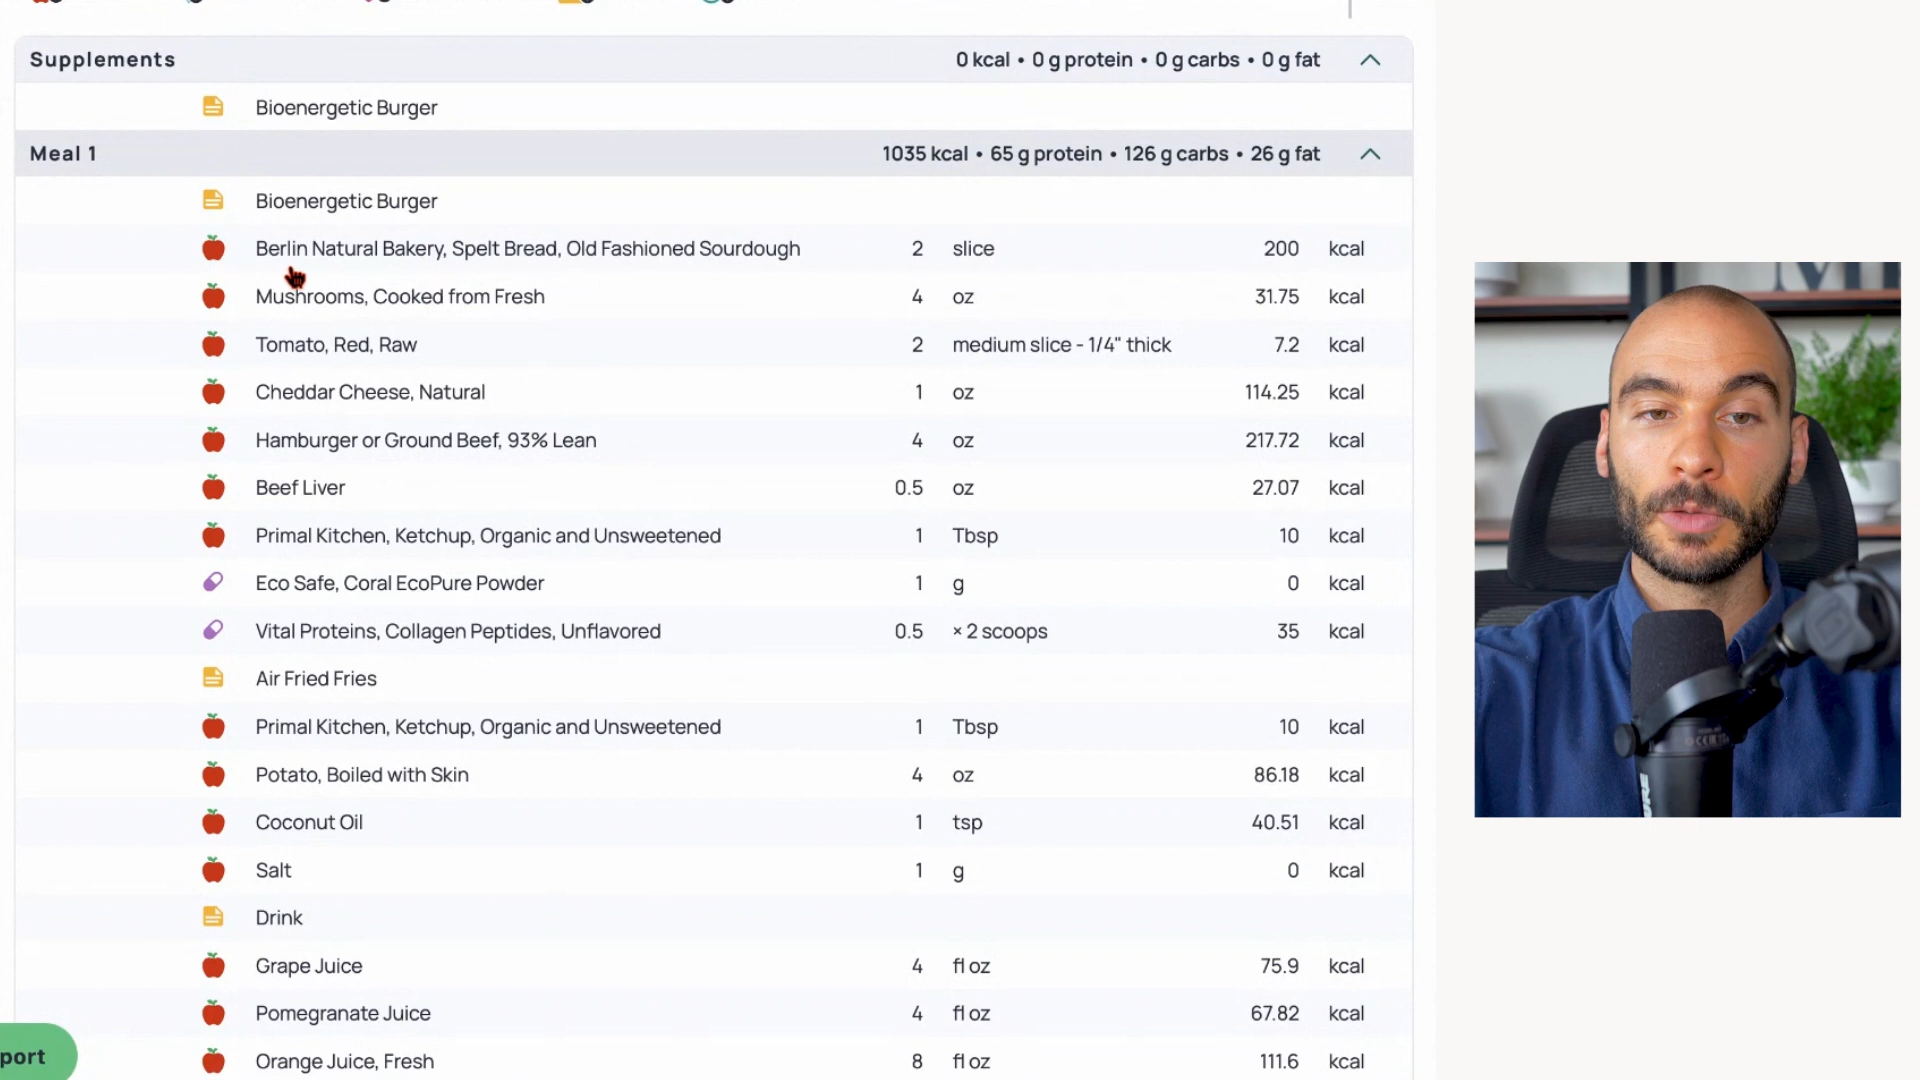 Supplements 0 kcal • 0 g protein • 0 g carbs • 0 g fat
Bioenergetic Burger
Meal 1 1035 kcal • 65 g protein • 126 g carbs • 26 g fat
Bioenergetic Burger
Berlin Natural Bakery, Spelt Bread, Old Fashioned Sourdough 2 slice 200 kcal
Mushrooms, Cooked from Fresh 4 oz 31.75 kcal
Tomato, Red, Raw 2 medium slice - 1/4" thick 7.2 kcal
Cheddar Cheese, Natural 1 oz 114.25 kcal
Hamburger or Ground Beef, 93% Lean 4 oz 217.72 kcal
Beef Liver 0.5 oz 27.07 kcal
Primal Kitchen, Ketchup, Organic and Unsweetened 1 Tbsp 10 kcal
Eco Safe, Coral EcoPure Powder 1 g 0 kcal
Vital Proteins, Collagen Peptides, Unflavored 0.5 × 2 scoops 35 kcal
Air Fried Fries
Primal Kitchen, Ketchup, Organic and Unsweetened 1 Tbsp 10 kcal
Potato, Boiled with Skin 4 oz 86.18 kcal
Coconut Oil 1 tsp 40.51 kcal
Salt 1 g 0 kcal
Drink
Grape Juice 4 fl oz 75.9 kcal
Pomegranate Juice 4 fl oz 67.82 kcal
port
Orange Juice, Fresh 8 fl oz 111.6 kcal